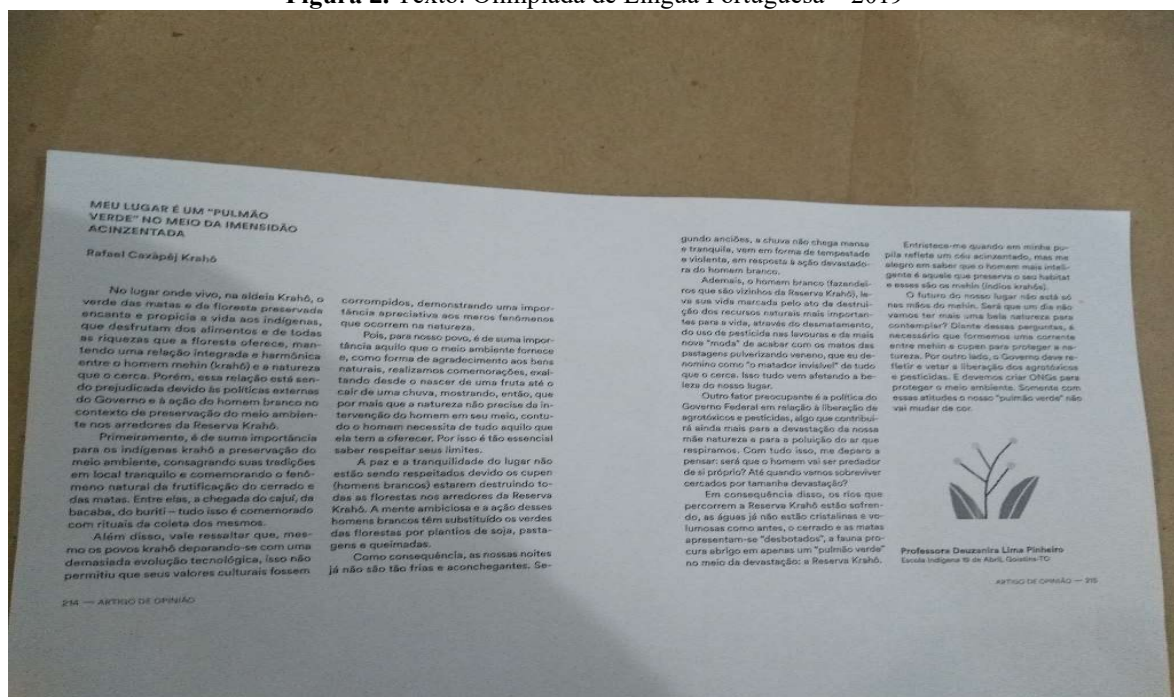 Figura 2. Texto: Olimpíada de Língua Portuguesa – 2019
MEU LUGAR É UM "PULMÃO
VERDE" NO MEIO DA IMENSIDÃO
ACINZENTADA
Rafael Cazàpêj Krahô
No lugar onde vivo, na aldeia Krahô, o
verde das matas e da floresta preservada
encanta e propicia a vida aos indígenas,
que desfrutam dos alimentos e de todas
as riquezas que a floresta oferece, man-
tendo uma relação integrada e harmônica
entre o homem mehin (krahô) e a natureza
que o cerca. Porém, essa relação está sen-
do prejudicada devido às políticas externas
do Governo e à ação do homem branco no
contexto de preservação do meio ambien-
te nos arredores da Reserva Krahô.
Primeiramente, é de suma importância
para os indígenas krahô a preservação do
meio ambiente, consagrando suas tradições
em local tranquilo e comemorando o fenô-
meno natural da frutificação do cerrado e
das matas. Entre elas, a chegada do cajuí, da
bacaba, do buriti – tudo isso é comemorado
com rituais da coleta dos mesmos.
Além disso, vale ressaltar que, mes-
mo os povos krahô deparando-se com uma
demasiada evolução tecnológica, isso não
permitiu que seus valores culturais fossem
214 — ARTIGO DE OPINIÃO
corrompidos, demonstrando uma impor-
tância apreciativa aos meros fenômenos
que ocorrem na natureza.
Pois, para nosso povo, é de suma impor-
tância aquilo que o meio ambiente fornece
e, como forma de agradecimento aos bens
naturais, realizamos comemorações, exal-
tando desde o nascer de uma fruta até o
cair de uma chuva, mostrando, então, que
por mais que a natureza não precise da in-
tervenção do homem em seu meio, contu-
do o homem necessita de tudo aquilo que
ela tem a oferecer. Por isso é tão essencial
saber respeitar seus limites.
A paz e a tranquilidade do lugar não
estão sendo respeitados devido os cupen
(homens brancos) estarem destruindo to-
das as florestas nos arredores da Reserva
Krahô. A mente ambiciosa e a ação desses
homens brancos têm substituído os verdes
das florestas por plantios de soja, pasta-
gens e queimadas.
Como consequência, as nossas noites
já não são tão frias e aconchegantes. Se-
gundo anciões, a chuva não chega mansa
e tranquila, vem em forma de tempestade
e violenta, em resposta à ação devastado-
ra do homem branco.
Ademais, o homem branco (fazendei-
ros que são vizinhos da Reserva Krahô), le-
va sua vida marcada pelo ato da destrui-
ção dos recursos naturais mais importan-
tes para a vida, através do desmatamento,
do uso de pesticida nas lavouras e da mais
nova "moda" de acabar com os matos das
pastagens pulverizando veneno, que eu de-
nomino como "o matador invisível" de tudo
que o cerca. Isso tudo vem afetando a be-
leza do nosso lugar.
Outro fator preocupante é a política do
Governo Federal em relação à liberação de
agrotóxicos e pesticidas, algo que contribui-
rá ainda mais para a devastação da nossa
mãe natureza e para a poluição do ar que
respiramos. Com tudo isso, me deparo a
pensar: será que o homem vai ser predador
de si próprio? Até quando vamos sobreviver
cercados por tamanha devastação?
Em consequência disso, os rios que
percorrem a Reserva Krahô estão sofren-
do, as águas já não estão cristalinas e vo-
lumosas como antes, o cerrado e as matas
apresentam-se "desbotados", a fauna pro-
cura abrigo em apenas um "pulmão verde"
no meio da devastação: a Reserva Krahô.
Entristece-me quando em minha pu-
pila reflete um céu acinzentado, mas me
alegro em saber que o homem mais inteli-
gente é aquele que preserva o seu habitat
e esses são os mehin (índios krahôs).
O futuro do nosso lugar não está só
nas mãos do mehin. Será que um dia não
vamos ter mais uma bela natureza para
contemplar? Diante dessas perguntas, é
necessário que formemos uma corrente
entre mehin e cupen para proteger a na-
tureza. Por outro lado, o Governo deve re-
fletir e vetar a liberação dos agrotóxicos
e pesticidas. E devemos criar ONGs para
proteger o meio ambiente. Somente com
essas atitudes o nosso "pulmão verde" não
vai mudar de cor.
Professora Deuzanira Lima Pinheiro
Escola Indígena 19 de Abril, Goiatins-TO
ARTIGO DE OPINIÃO — 215